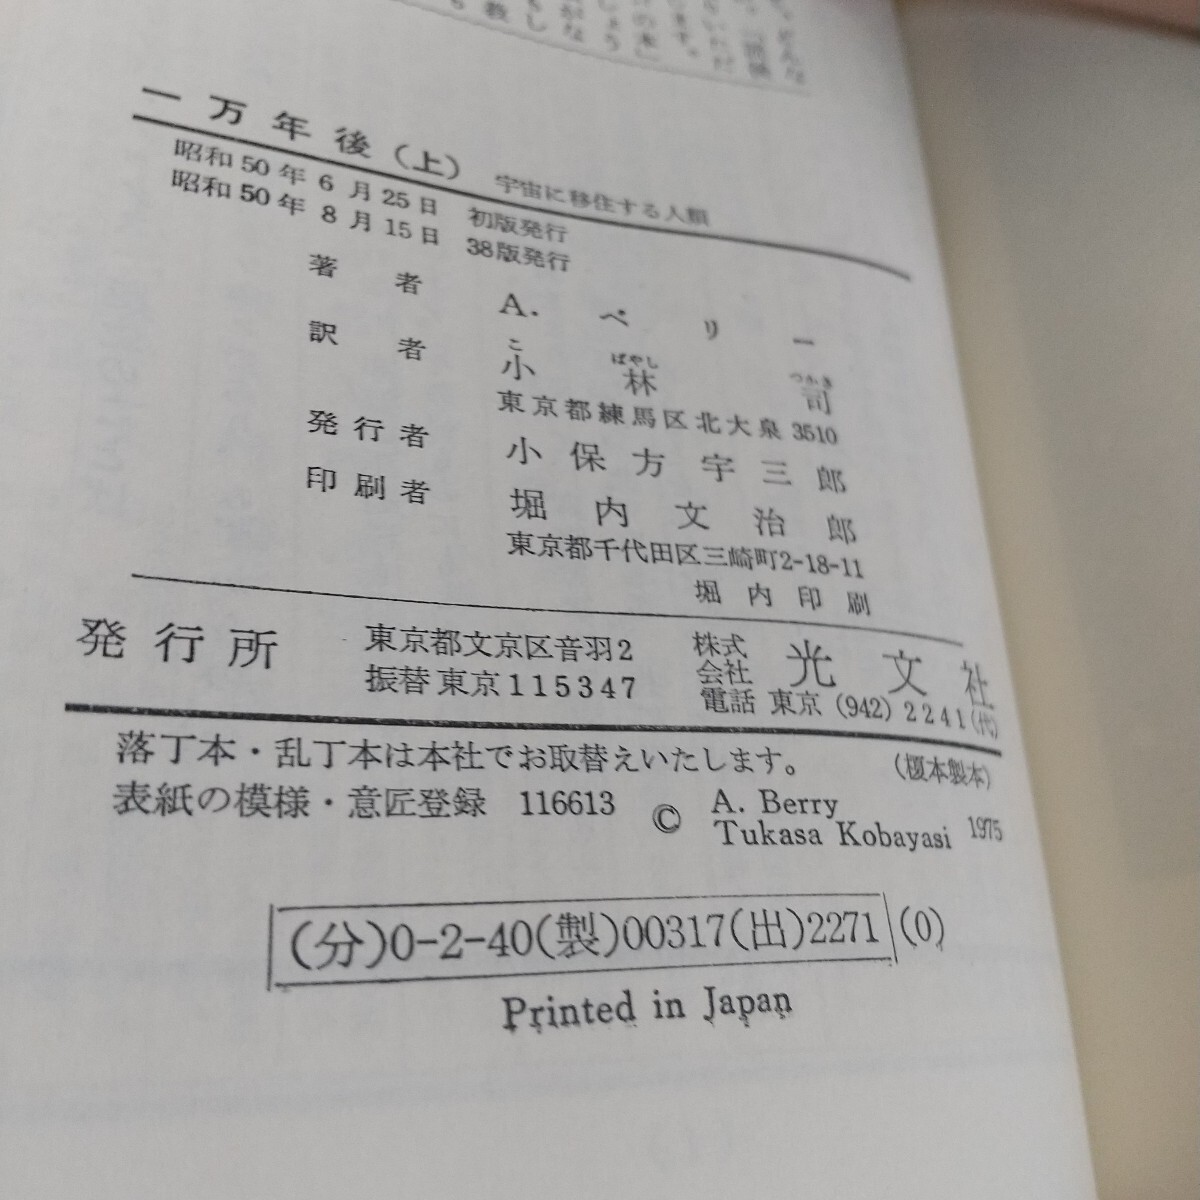 一万年後(上) 宇宙に移住する人類
昭和50年6月25日 初版発行
昭和50年8月15日 38版発行
著者 A.ベリー
訳者 小林司
こばやしつかさ
東京都練馬区北大泉3510
発行者 小保方宇三郎
印刷者 堀内文治郎
東京都千代田区三崎町2-18-11
堀内印刷
発行所 東京都文京区音羽2 株式会社 光文社
振替東京115347 電話 東京(942)2241(代)
落丁本・乱丁本は本社でお取替えいたします。 (榎本製本)
表紙の模様・意匠登録 116613 © A. Berry
Tukasa Kobayasi 1975
(分)0-2-40(製)00317(出)2271(0)
Printed in Japan